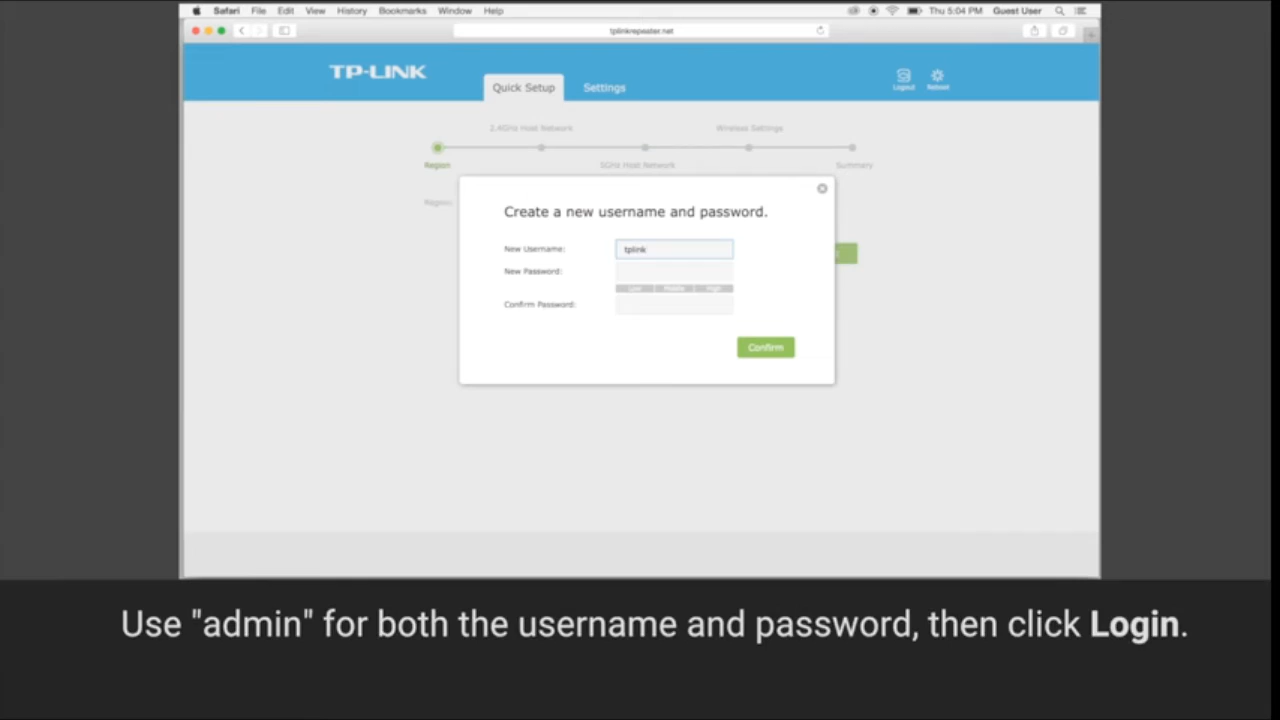 Safari File Edit View History Bookmarks Window Help Thu 5:04 PM Guest User
tplinkrepeater.net
TP-LINK
Quick Setup Settings Logout Reboot
2.4GHz Host Network Wireless Settings
Region 5GHz Host Network Summary
Region:
Create a new username and password.
New Username: tplink
New Password:
Low Middle High
Confirm Password:
Confirm
Use "admin" for both the username and password, then click Login.